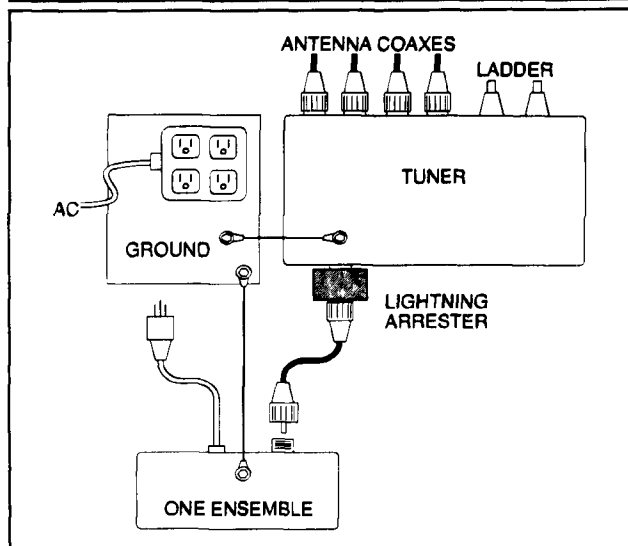 ANTENNA COAXES
LADDER
TUNER
AC
GROUND
LIGHTNING
ARRESTER
ONE ENSEMBLE